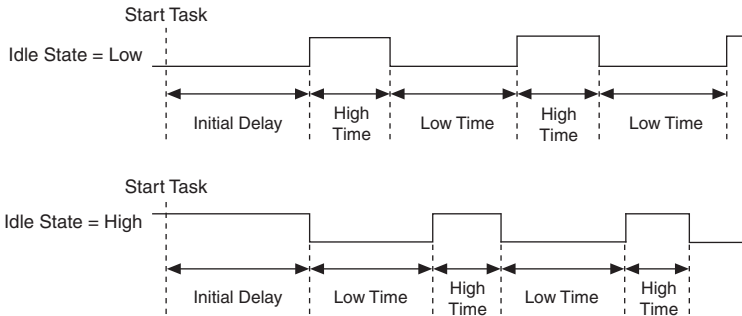 Start Task
Idle State = Low
Initial Delay
High
Time
Low Time
High
Time
Low Time
Start Task
Idle State = High
Initial Delay
Low Time
High
Time
Low Time
High
Time